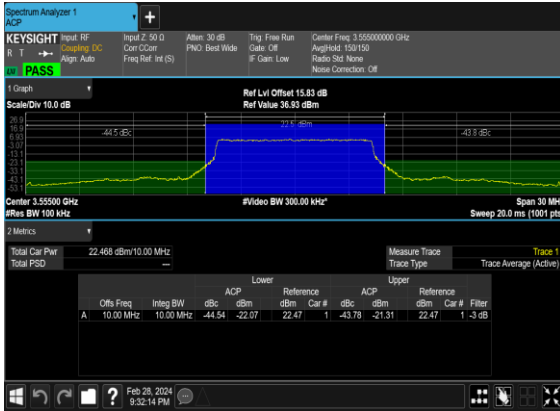 Spectrum Analyzer 1
ACP
+
KEYSIGHT Input: RF Input Z: 50 Ω Atten: 30 dB Trig: Free Run Center Freq: 3.555000000 GHz
R T Coupling: DC Corr CCorr PNO: Best Wide Gate: Off Avg|Hold: 150/150
Align: Auto Freq Ref: Int (S) IF Gain: Low Radio Std: None
PASS Noise Correction: Off
1 Graph Ref Lvl Offset 15.83 dB
Scale/Div 10.0 dB Ref Value 36.93 dBm
26.9
16.9 -44.5 dBc 22.5 dBm -43.8 dBc
6.93
-3.07
-13.1
-23.1
-33.1
-43.1
-53.1
Center 3.55500 GHz #Video BW 300.00 kHz* Span 30 MH
#Res BW 100 kHz Sweep 20.0 ms (1001 pts
2 Metrics
Total Car Pwr 22.468 dBm/10.00 MHz Measure Trace Trace 1
Total PSD --- Trace Type Trace Average (Active)
Lower Upper
ACP Reference ACP Reference
Offs Freq Integ BW dBc dBm dBm Car # dBc dBm dBm Car # Filter
A 10.00 MHz 10.00 MHz -44.54 -22.07 22.47 1 -43.78 -21.31 22.47 1 -3 dB
? Feb 28, 2024
9:32:14 PM